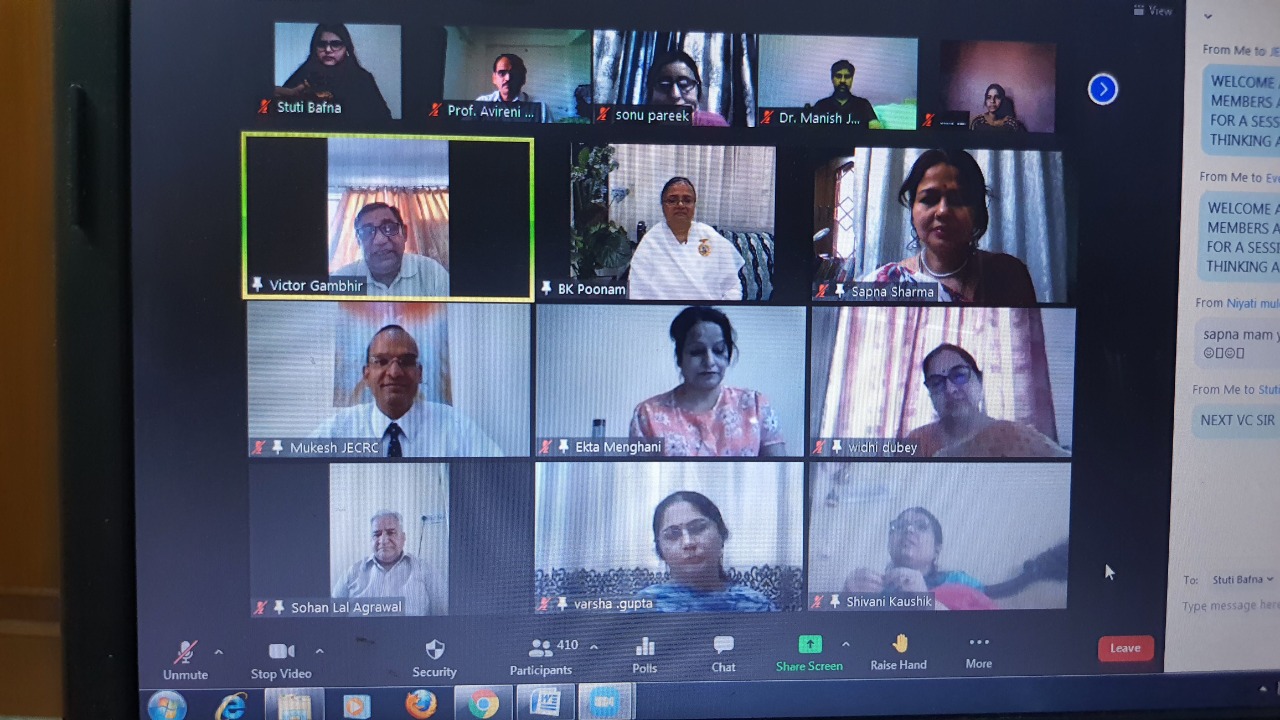 View
Stuti Bafna
Prof. Avireni ...
sonu pareek
Dr. Manish J...
Victor Gambhir
BK Poonam
Sapna Sharma
Mukesh JECRC
Ekta Menghani
widhi dubey
Sohan Lal Agrawal
varsha .gupta
Shivani Kaushik
Unmute
Stop Video
Security
410
Participants
Polls
Chat
Share Screen
Raise Hand
More
Leave
From Me to JE
WELCOME A
MEMBERS A
FOR A SESS
THINKING A
From Me to Eve
WELCOME A
MEMBERS A
FOR A SESSI
THINKING A
From Niyati mul
sapna mam y
From Me to Stuti
NEXT VC SIR
To: Stuti Bafna
Type message here